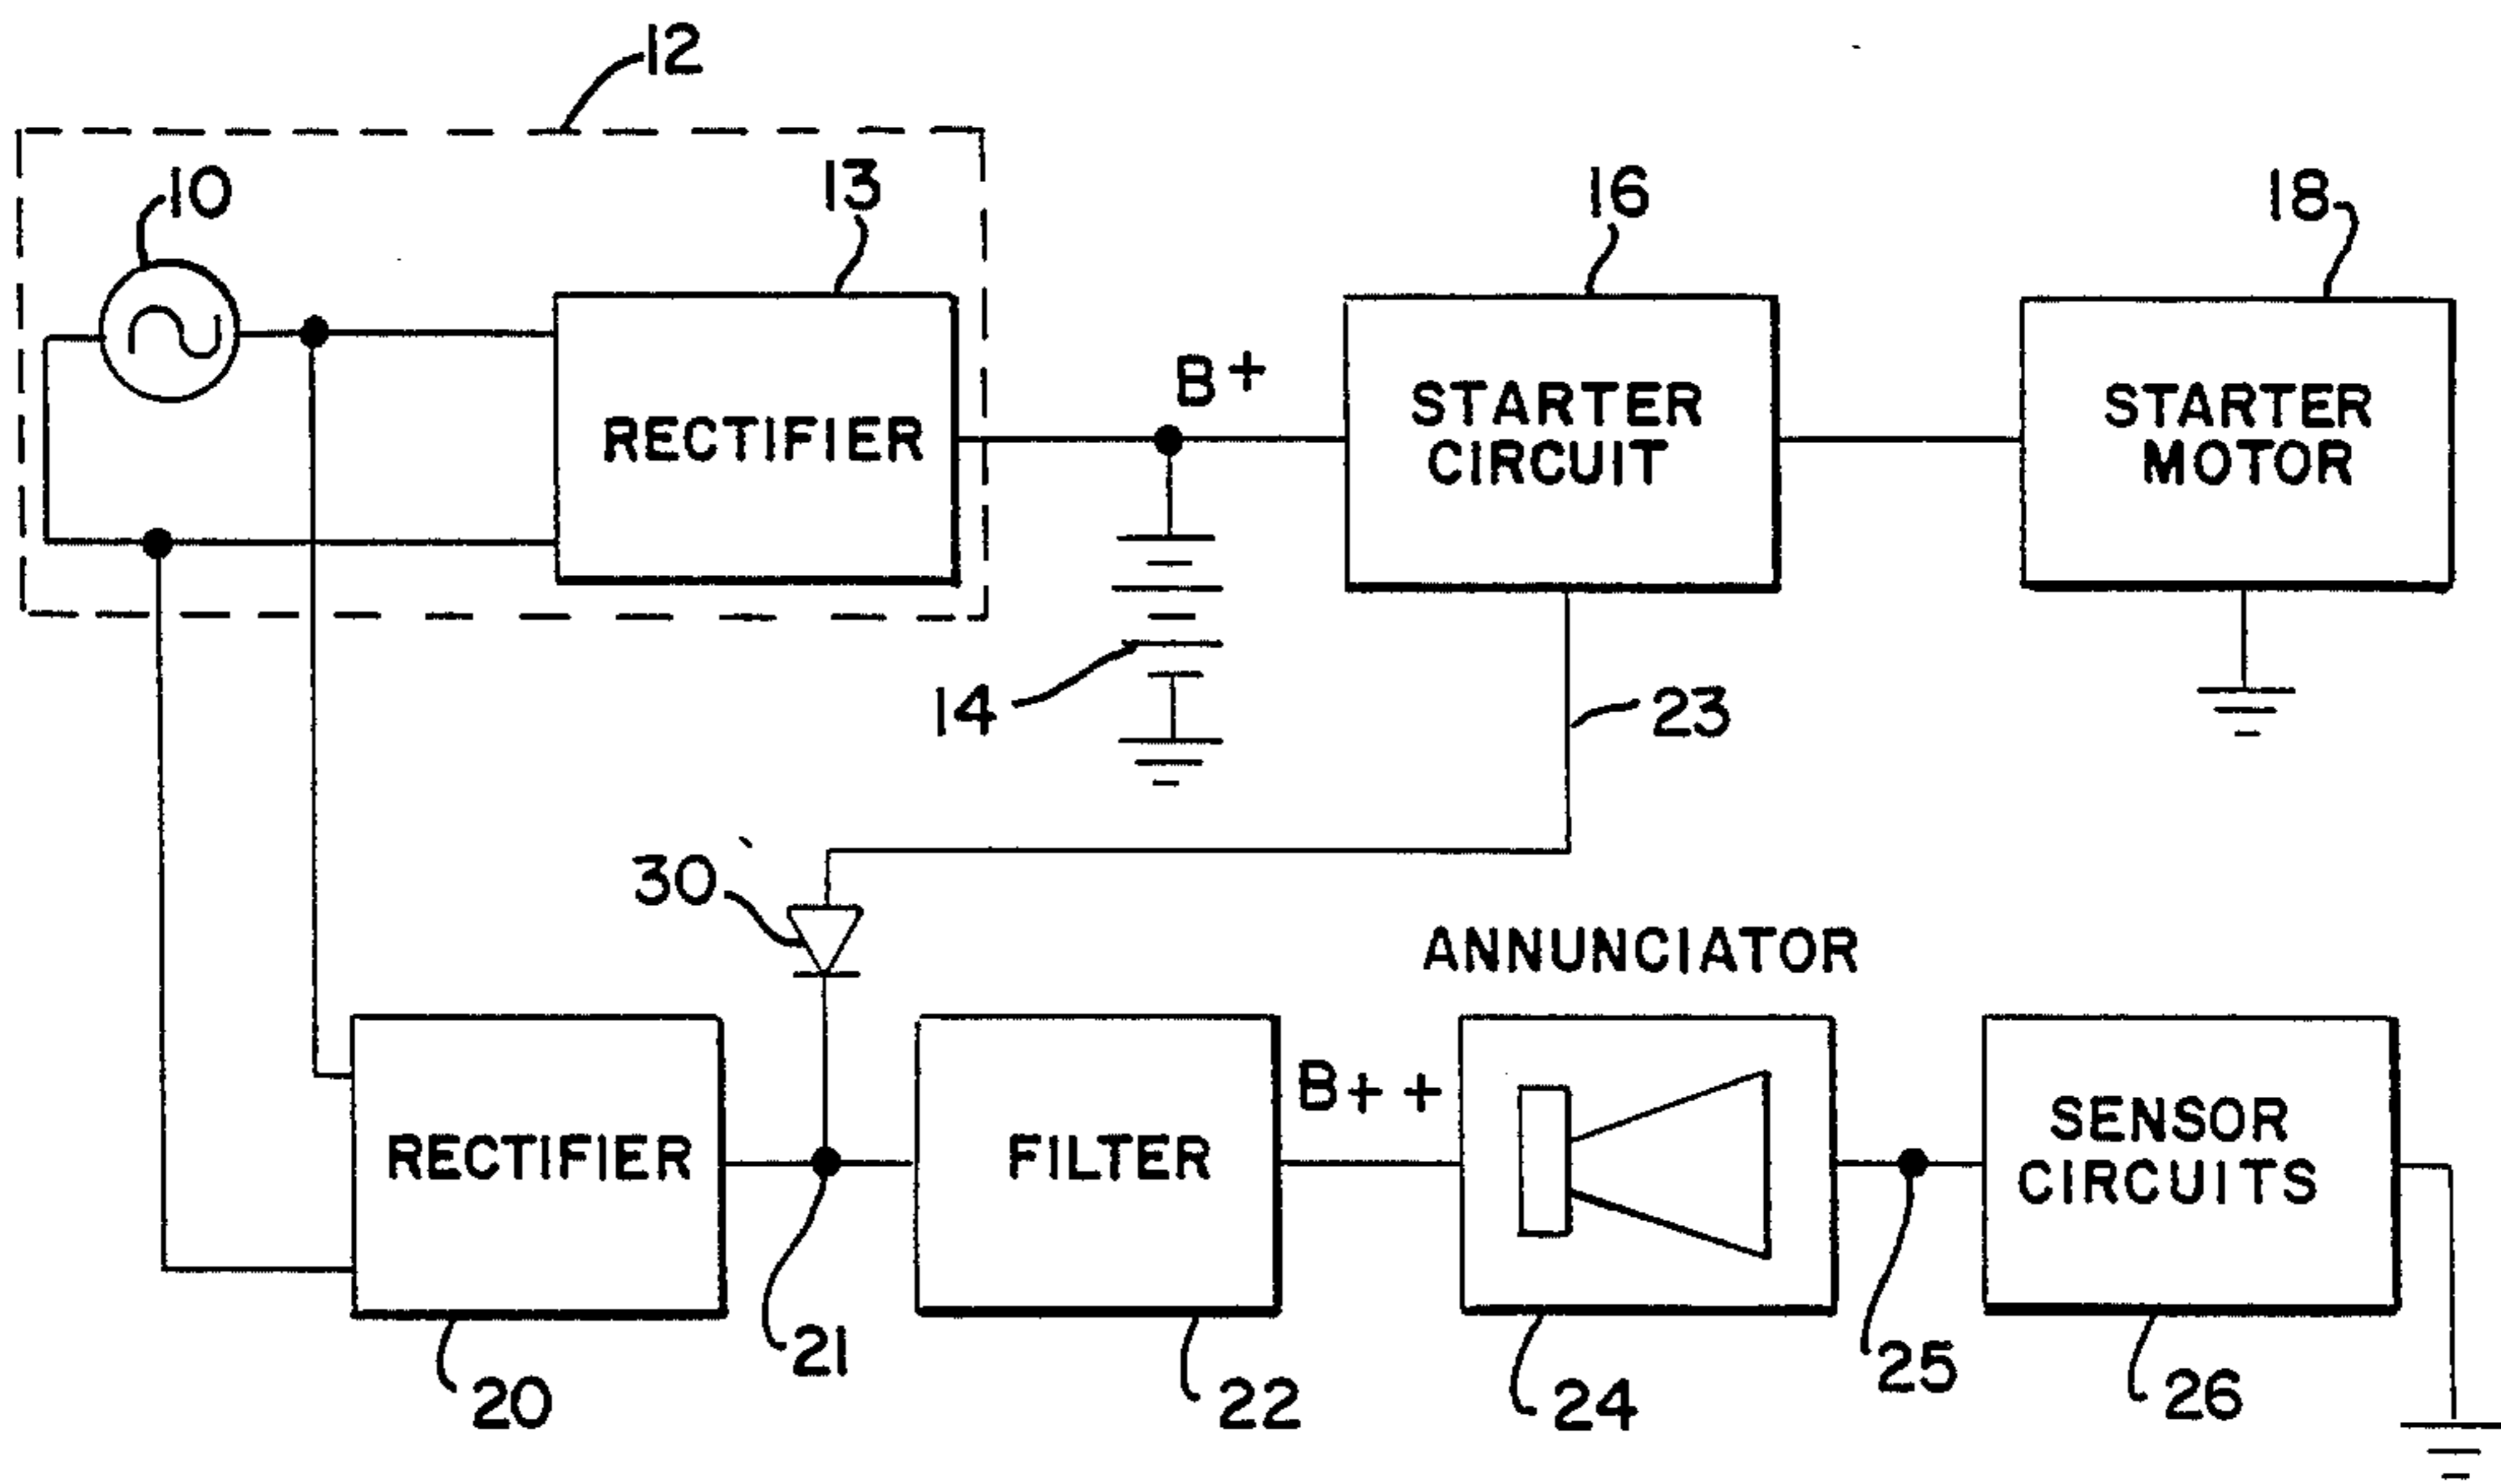 12
10
13
16
18
B+
RECTIFIER
STARTER
CIRCUIT
STARTER
MOTOR
14
23
30
ANNUNCIATOR
B++
RECTIFIER
FILTER
SENSOR
CIRCUITS
20
21
22
24
25
26